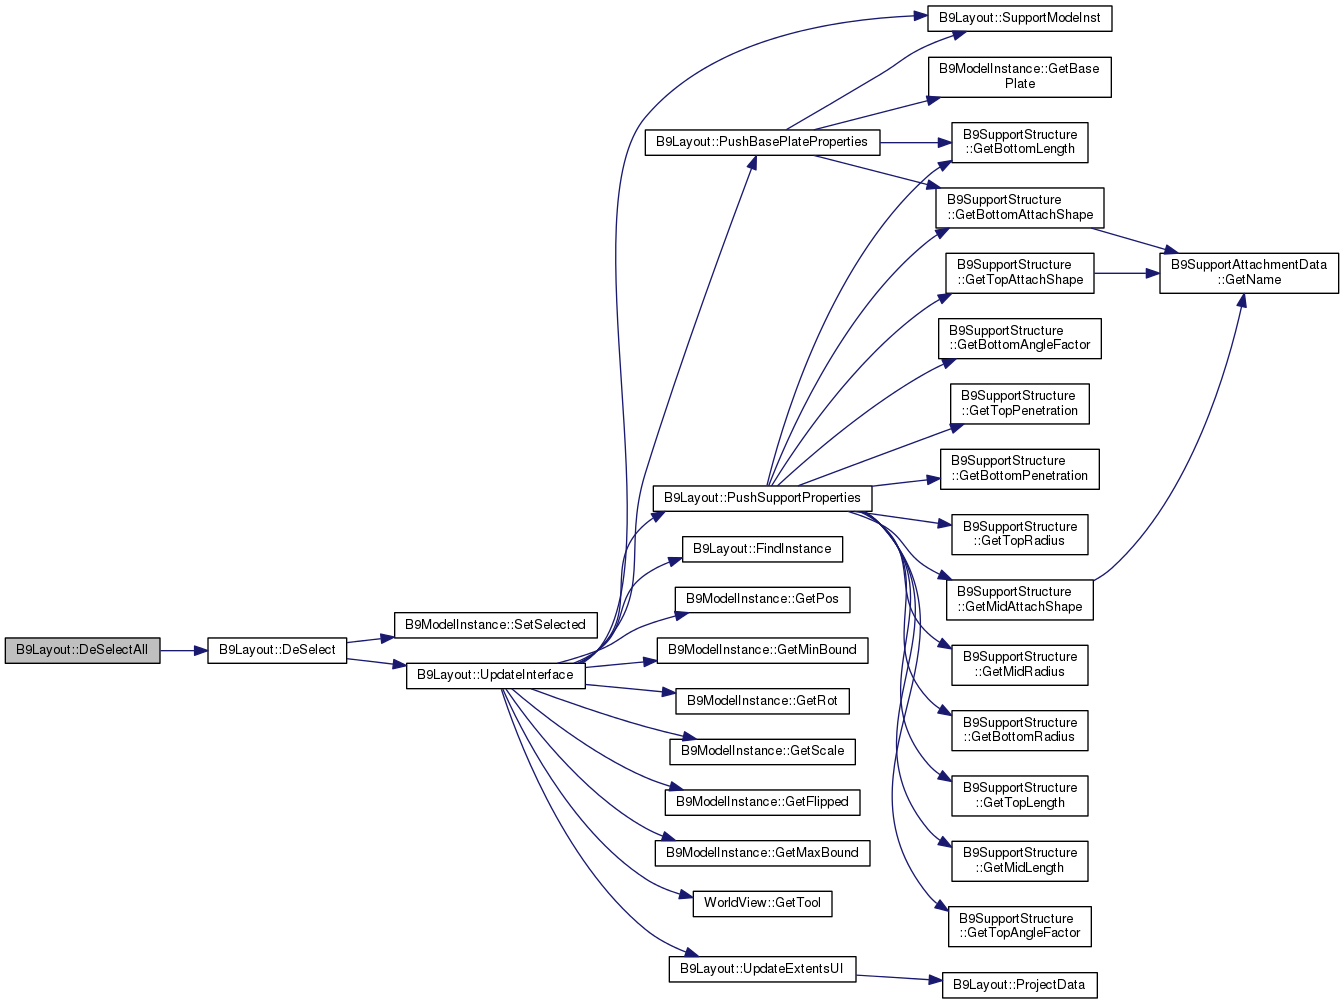 B9Layout::DeSelectAll
B9Layout::DeSelect
B9ModelInstance::SetSelected
B9Layout::UpdateInterface
B9Layout::PushBasePlateProperties
B9Layout::PushSupportProperties
B9Layout::FindInstance
B9ModelInstance::GetPos
B9ModelInstance::GetMinBound
B9ModelInstance::GetRot
B9ModelInstance::GetScale
B9ModelInstance::GetFlipped
B9ModelInstance::GetMaxBound
WorldView::GetTool
B9Layout::UpdateExtentsUI
B9Layout::SupportModeInst
B9ModelInstance::GetBase
Plate
B9SupportStructure
::GetBottomLength
B9SupportStructure
::GetBottomAttachShape
B9SupportStructure
::GetTopAttachShape
B9SupportStructure
::GetBottomAngleFactor
B9SupportStructure
::GetTopPenetration
B9SupportStructure
::GetBottomPenetration
B9SupportStructure
::GetTopRadius
B9SupportStructure
::GetMidAttachShape
B9SupportStructure
::GetMidRadius
B9SupportStructure
::GetBottomRadius
B9SupportStructure
::GetTopLength
B9SupportStructure
::GetMidLength
B9SupportStructure
::GetTopAngleFactor
B9Layout::ProjectData
B9SupportAttachmentData
::GetName